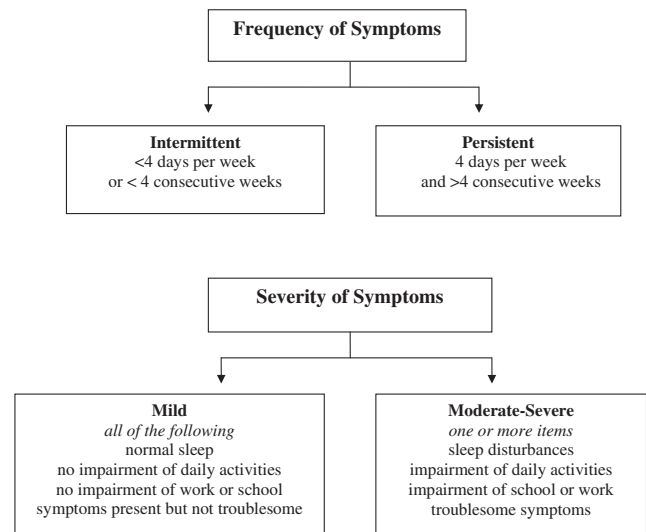 Frequency of Symptoms
Intermittent
<4 days per week
or < 4 consecutive weeks
Persistent
4 days per week
and >4 consecutive weeks
Severity of Symptoms
Mild
all of the following
normal sleep
no impairment of daily activities
no impairment of work or school
symptoms present but not troublesome
Moderate-Severe
one or more items
sleep disturbances
impairment of daily activities
impairment of school or work
troublesome symptoms